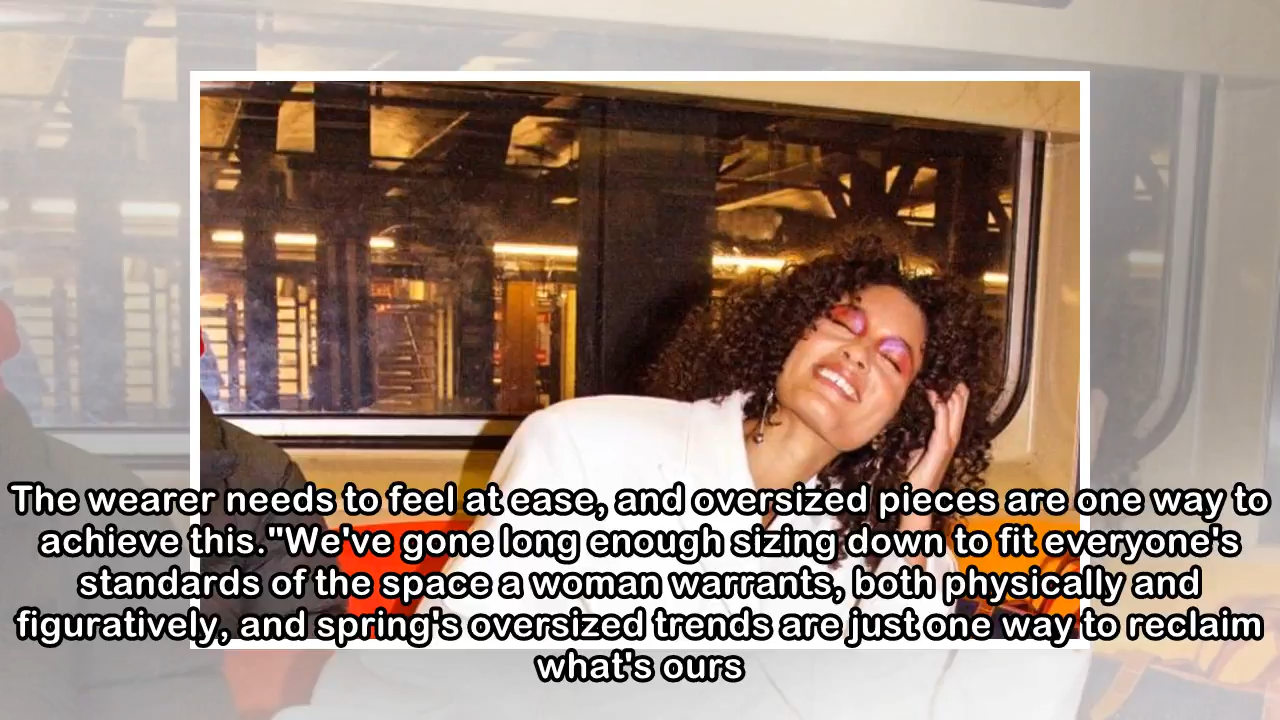 The wearer needs to feel at ease, and oversized pieces are one way to
achieve this."We've gone long enough sizing down to fit everyone's
standards of the space a woman warrants, both physically and
figuratively, and spring's oversized trends are just one way to reclaim
what's ours